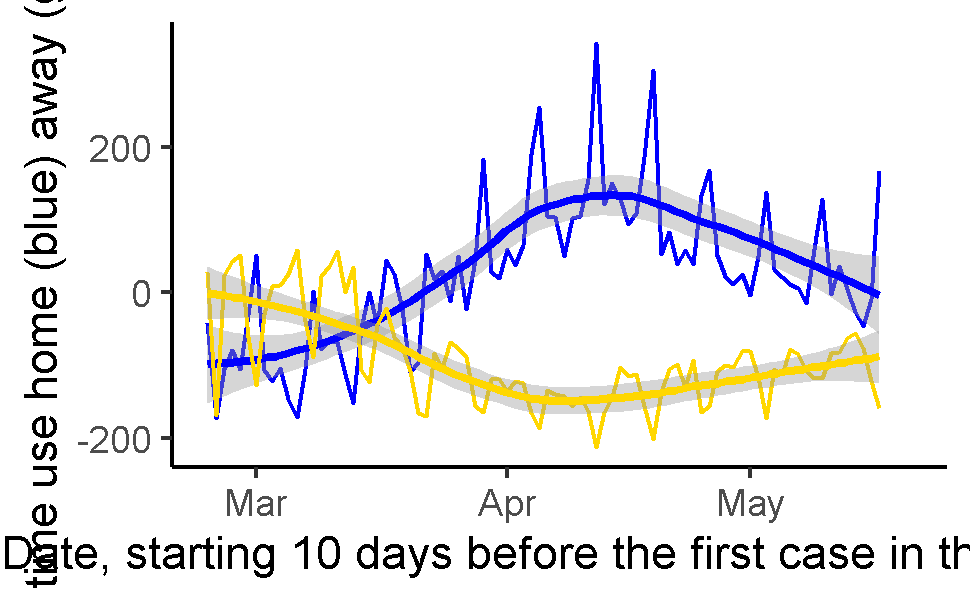 time use home (blue) away (
200
0
-200
Mar
Apr
May
Date, starting 10 days before the first case in th